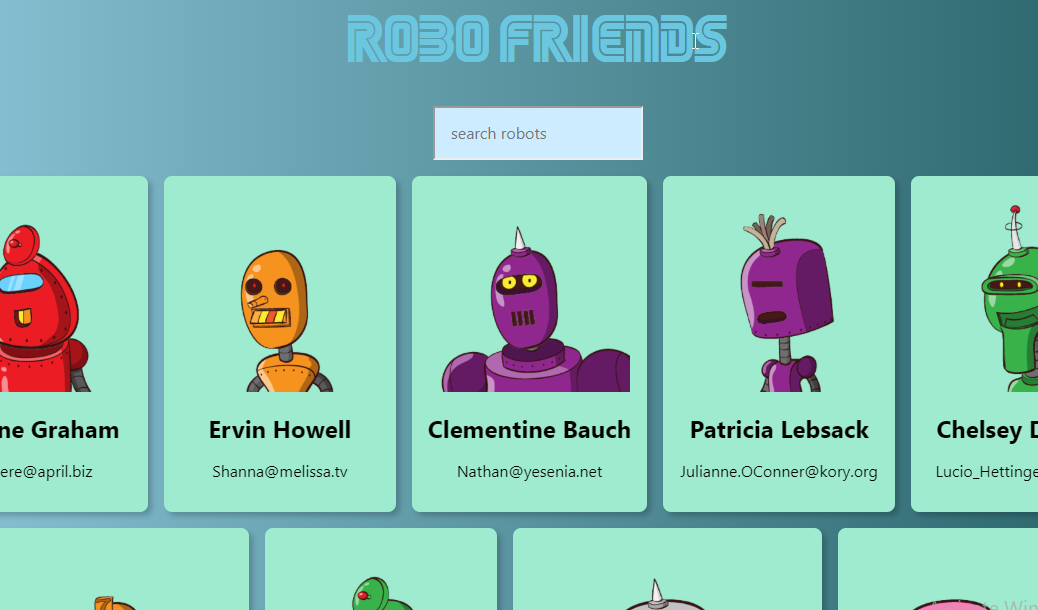 ROBO FRIENDS
search robots
ne Graham
Ervin Howell
Clementine Bauch
Patricia Lebsack
Chelsey D
ere@april.biz
Shanna@melissa.tv
Nathan@yesenia.net
Julianne.OConner@kory.org
Lucio_Hettinge